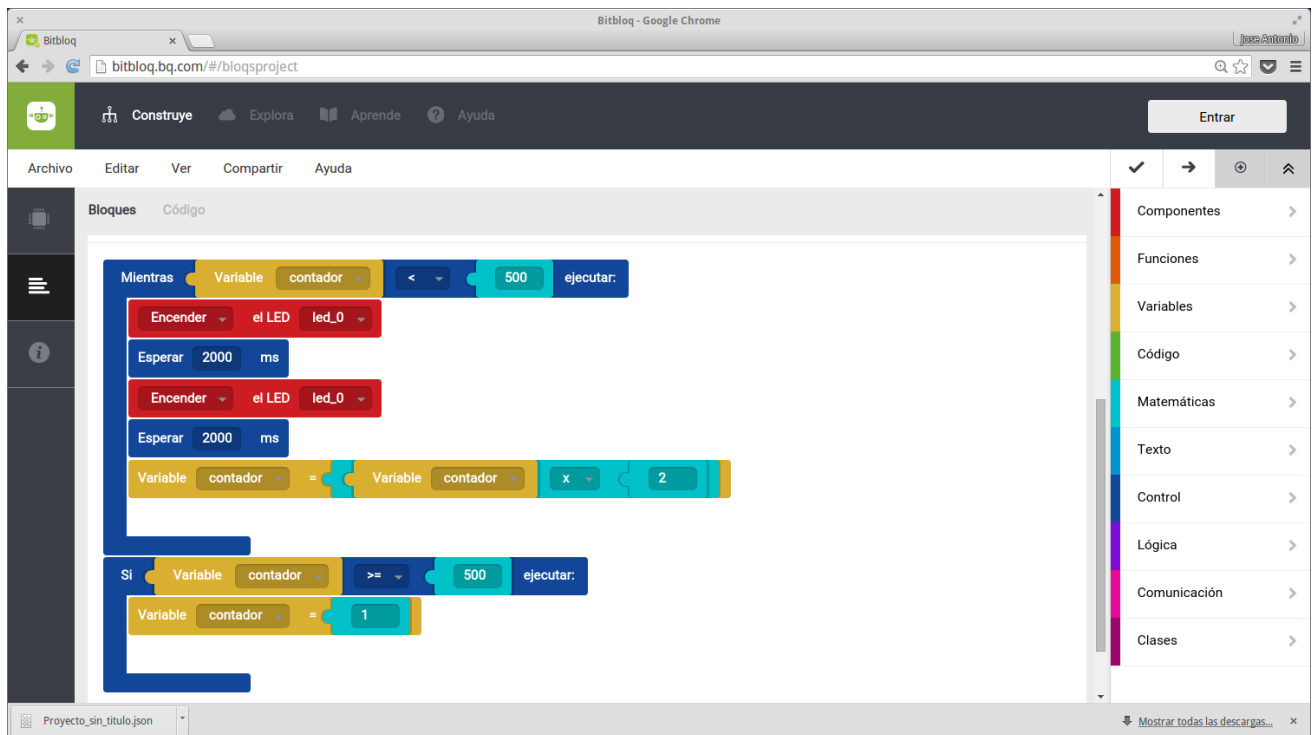 Bitbloq - Google Chrome
Bitbloq
Jose Antonio
bitbloq.bq.com/#/bloqsproject
Construye Explora Aprende Ayuda Entrar
Archivo Editar Ver Compartir Ayuda
Bloques Código
Mientras Variable contador < 500 ejecutar:
Encender el LED led_0
Esperar 2000 ms
Encender el LED led_0
Esperar 2000 ms
Variable contador = Variable contador x 2
Si Variable contador >= 500 ejecutar:
Variable contador = 1
Componentes
Funciones
Variables
Código
Matemáticas
Texto
Control
Lógica
Comunicación
Clases
Proyecto_sin_titulo.json
Mostrar todas las descargas...